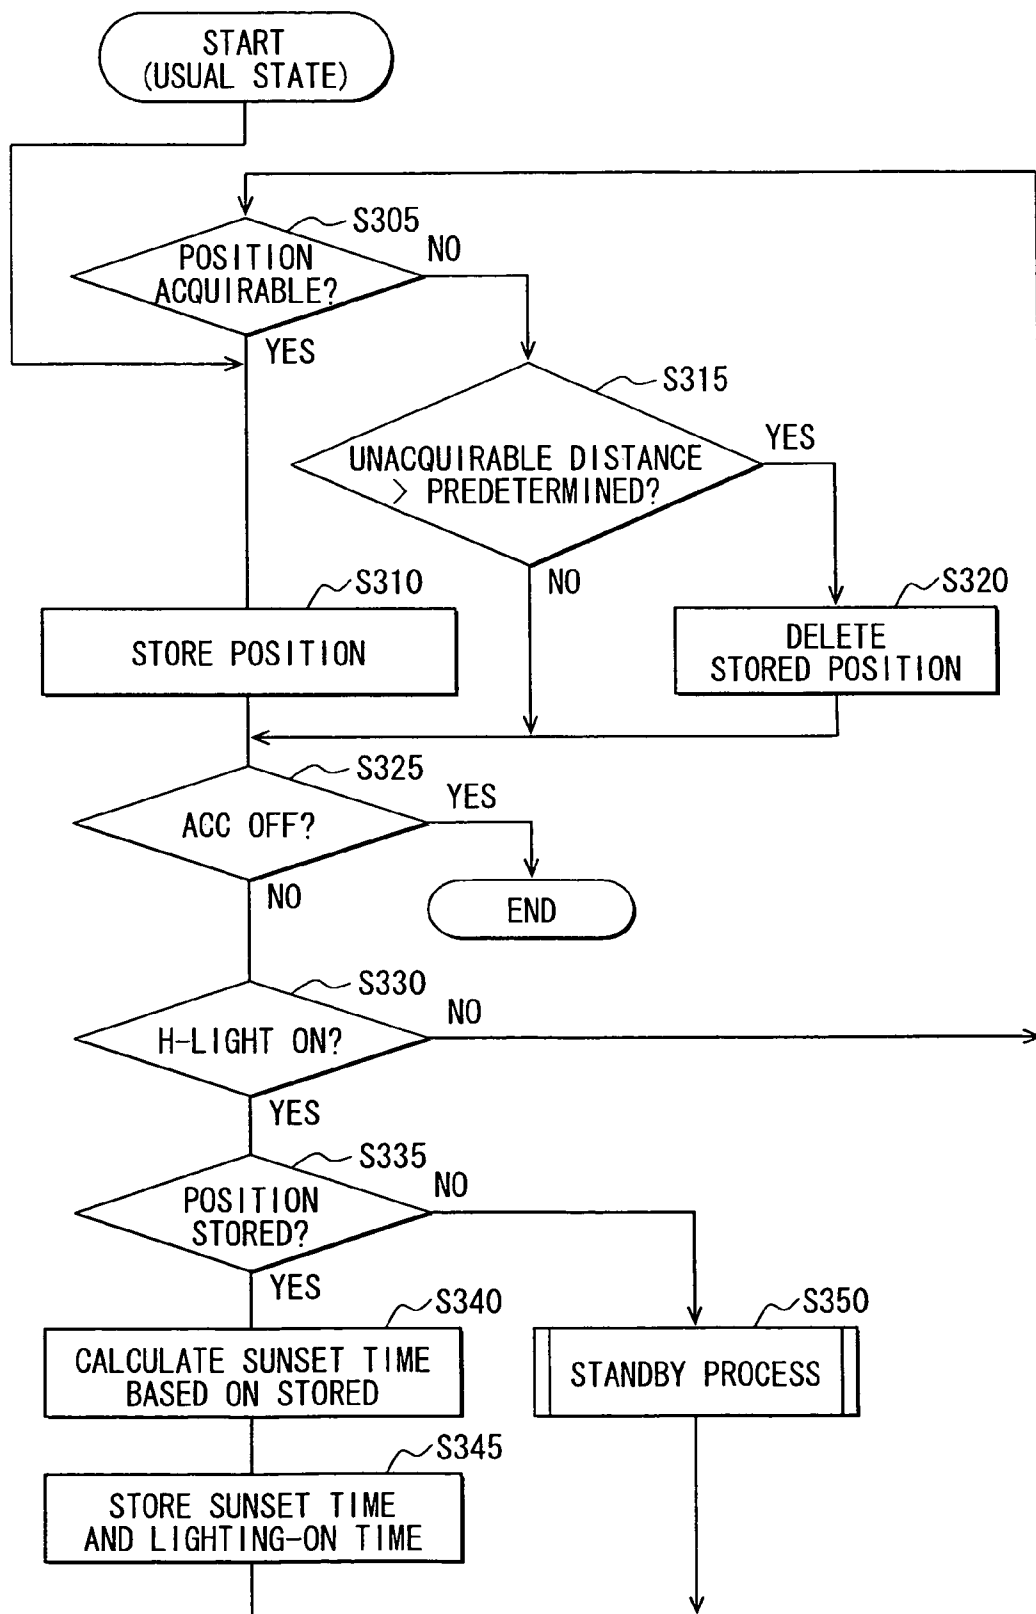 START
(USUAL STATE)
S305
POSITION
ACQUIRABLE?
NO
YES
S315
UNACQUIRABLE DISTANCE
> PREDETERMINED?
YES
NO
S310
STORE POSITION
S320
DELETE
STORED POSITION
S325
ACC OFF?
YES
NO
END
S330
H-LIGHT ON?
NO
YES
S335
POSITION
STORED?
NO
YES
S340
CALCULATE SUNSET TIME
BASED ON STORED
S350
STANDBY PROCESS
S345
STORE SUNSET TIME
AND LIGHTING-ON TIME